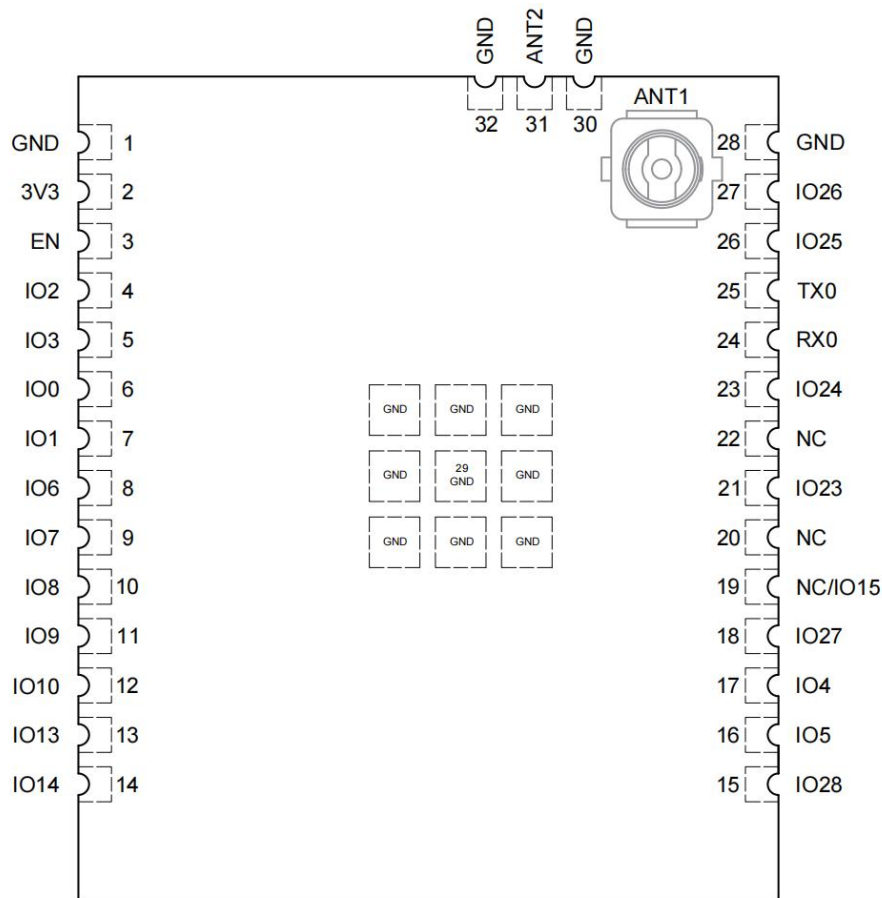 GND ANT2 GND
32 31 30
ANT1
GND 1 28 GND
3V3 2 27 IO26
EN 3 26 IO25
IO2 4 25 TX0
IO3 5 24 RX0
IO0 6 23 IO24
GND GND GND
IO1 7 22 NC
IO6 8 21 IO23
GND 29 GND GND
IO7 9 20 NC
GND GND GND
IO8 10 19 NC/IO15
IO9 11 18 IO27
IO10 12 17 IO4
IO13 13 16 IO5
IO14 14 15 IO28